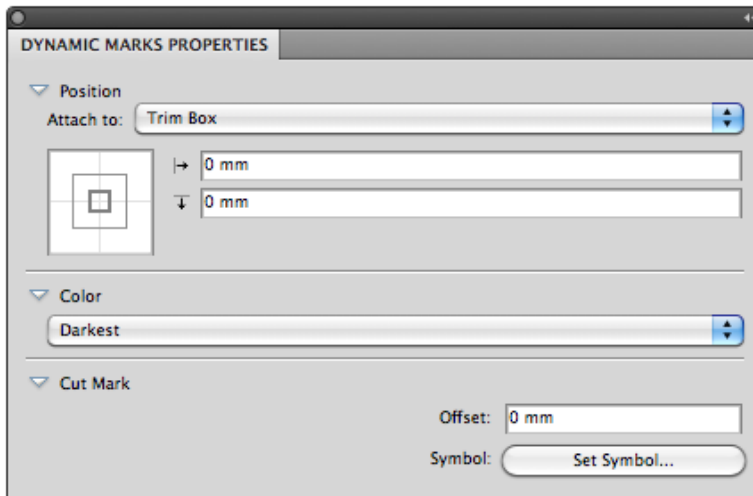 DYNAMIC MARKS PROPERTIES
Position
Attach to: Trim Box
0 mm
0 mm
Color
Darkest
Cut Mark
Offset: 0 mm
Symbol: Set Symbol...